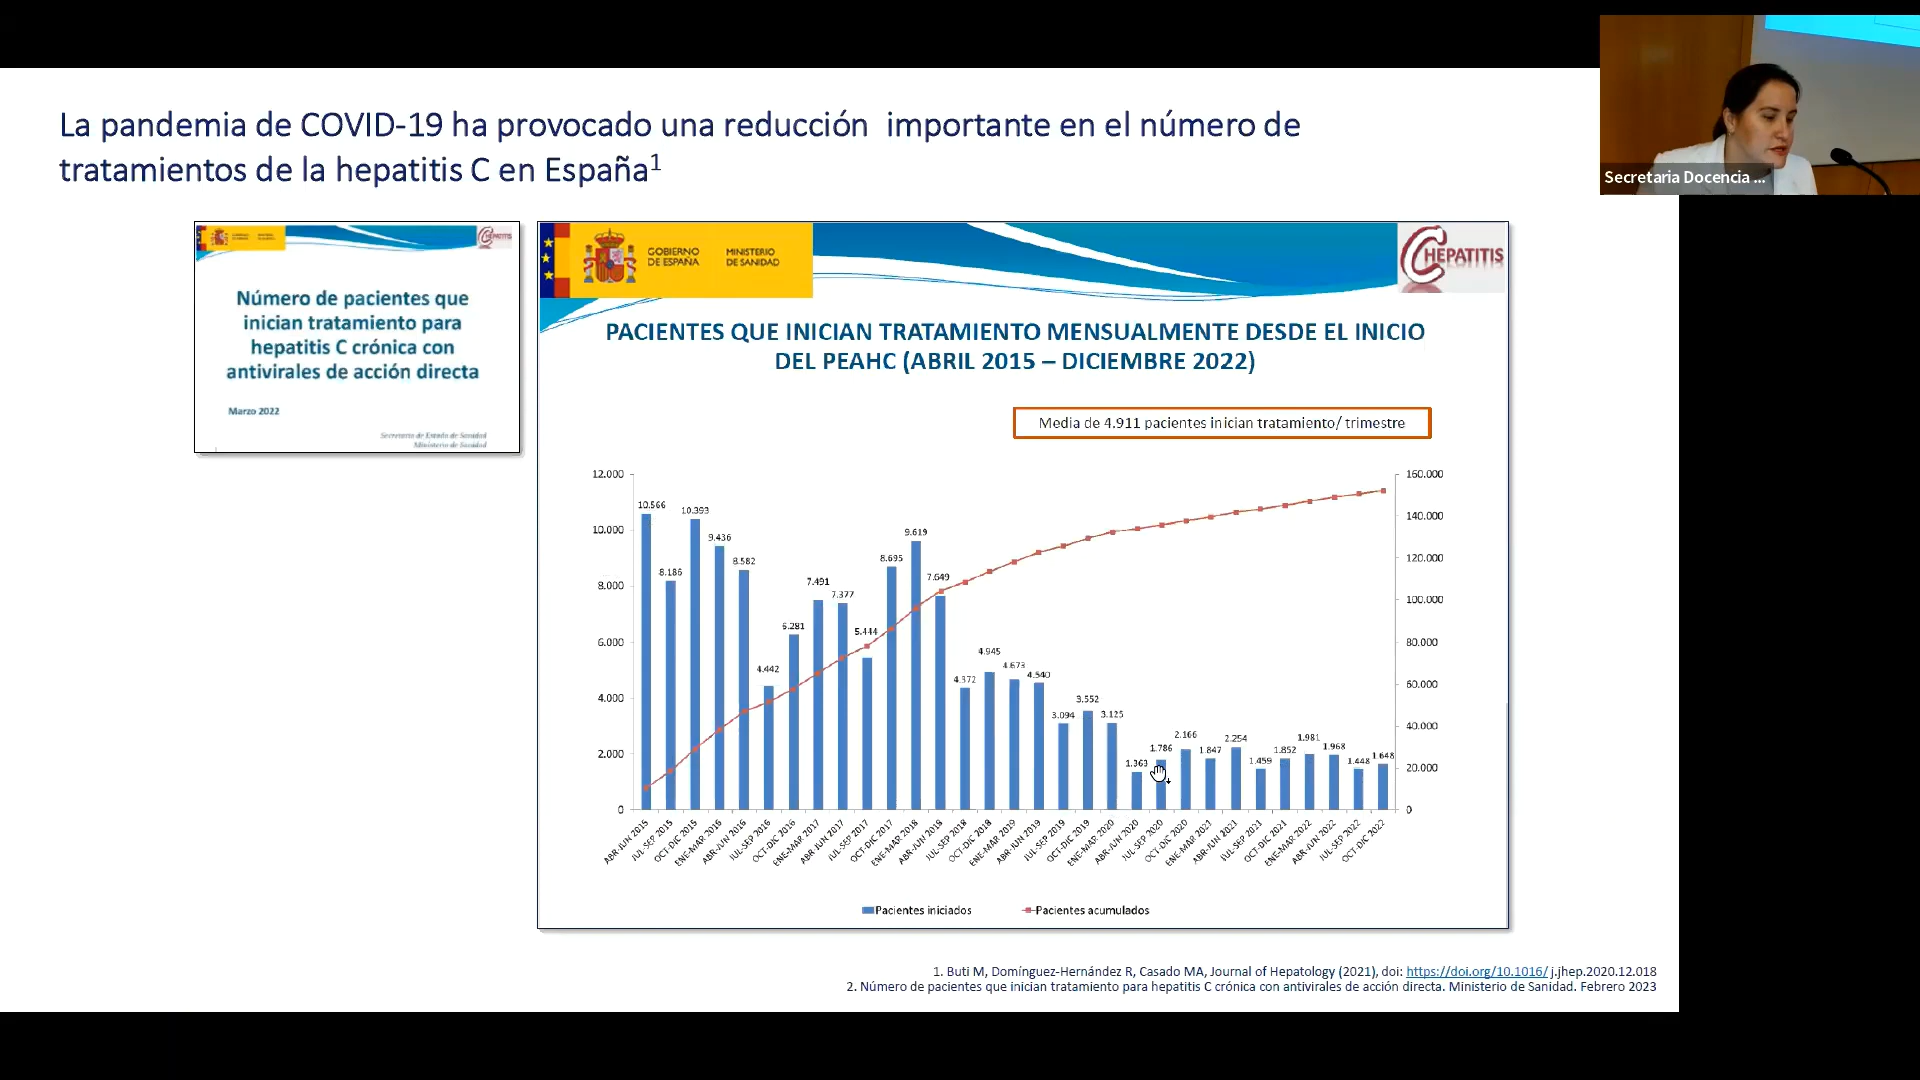 La pandemia de COVID-19 ha provocado una reducción importante en el número de
tratamientos de la hepatitis C en España1
Secretaria Docencia ...
Número de pacientes que
inician tratamiento para
hepatitis C crónica con
antivirales de acción directa
Marzo 2022
Secretaría de Estado de Sanidad
Ministerio de Sanidad
GOBIERNO
DE ESPAÑA
MINISTERIO
DE SANIDAD
HEPATITIS
PACIENTES QUE INICIAN TRATAMIENTO MENSUALMENTE DESDE EL INICIO
DEL PEAHC (ABRIL 2015 – DICIEMBRE 2022)
Media de 4.911 pacientes inician tratamiento/ trimestre
12.000
10.000
8.000
6.000
4.000
2.000
0
10.566
8.186
10.393
9.436
8.582
4.442
6.281
7.491
7.377
5.444
8.695
9.619
7.649
4.372
4.945
4.673
4.540
3.094
3.552
3.125
1.363
1.786
2.166
1.847
2.254
1.459
1.852
1.981
1.968
1.448
1.648
160.000
140.000
120.000
100.000
80.000
60.000
40.000
20.000
0
ABR-JUN 2015
JUL-SEP 2015
OCT-DIC 2015
ENE-MAR 2016
ABR-JUN 2016
JUL-SEP 2016
OCT-DIC 2016
ENE-MAR 2017
ABR-JUN 2017
JUL-SEP 2017
OCT-DIC 2017
ENE-MAR 2018
ABR-JUN 2018
JUL-SEP 2018
OCT-DIC 2018
ENE-MAR 2019
ABR-JUN 2019
JUL-SEP 2019
OCT-DIC 2019
ENE-MAR 2020
ABR-JUN 2020
JUL-SEP 2020
OCT-DIC 2020
ENE-MAR 2021
ABR-JUN 2021
JUL-SEP 2021
OCT-DIC 2021
ENE-MAR 2022
ABR-JUN 2022
JUL-SEP 2022
OCT-DIC 2022
Pacientes iniciados
Pacientes acumulados
1. Buti M, Domínguez-Hernández R, Casado MA, Journal of Hepatology (2021), doi: https://doi.org/10.1016/ j.jhep.2020.12.018
2. Número de pacientes que inician tratamiento para hepatitis C crónica con antivirales de acción directa. Ministerio de Sanidad. Febrero 2023